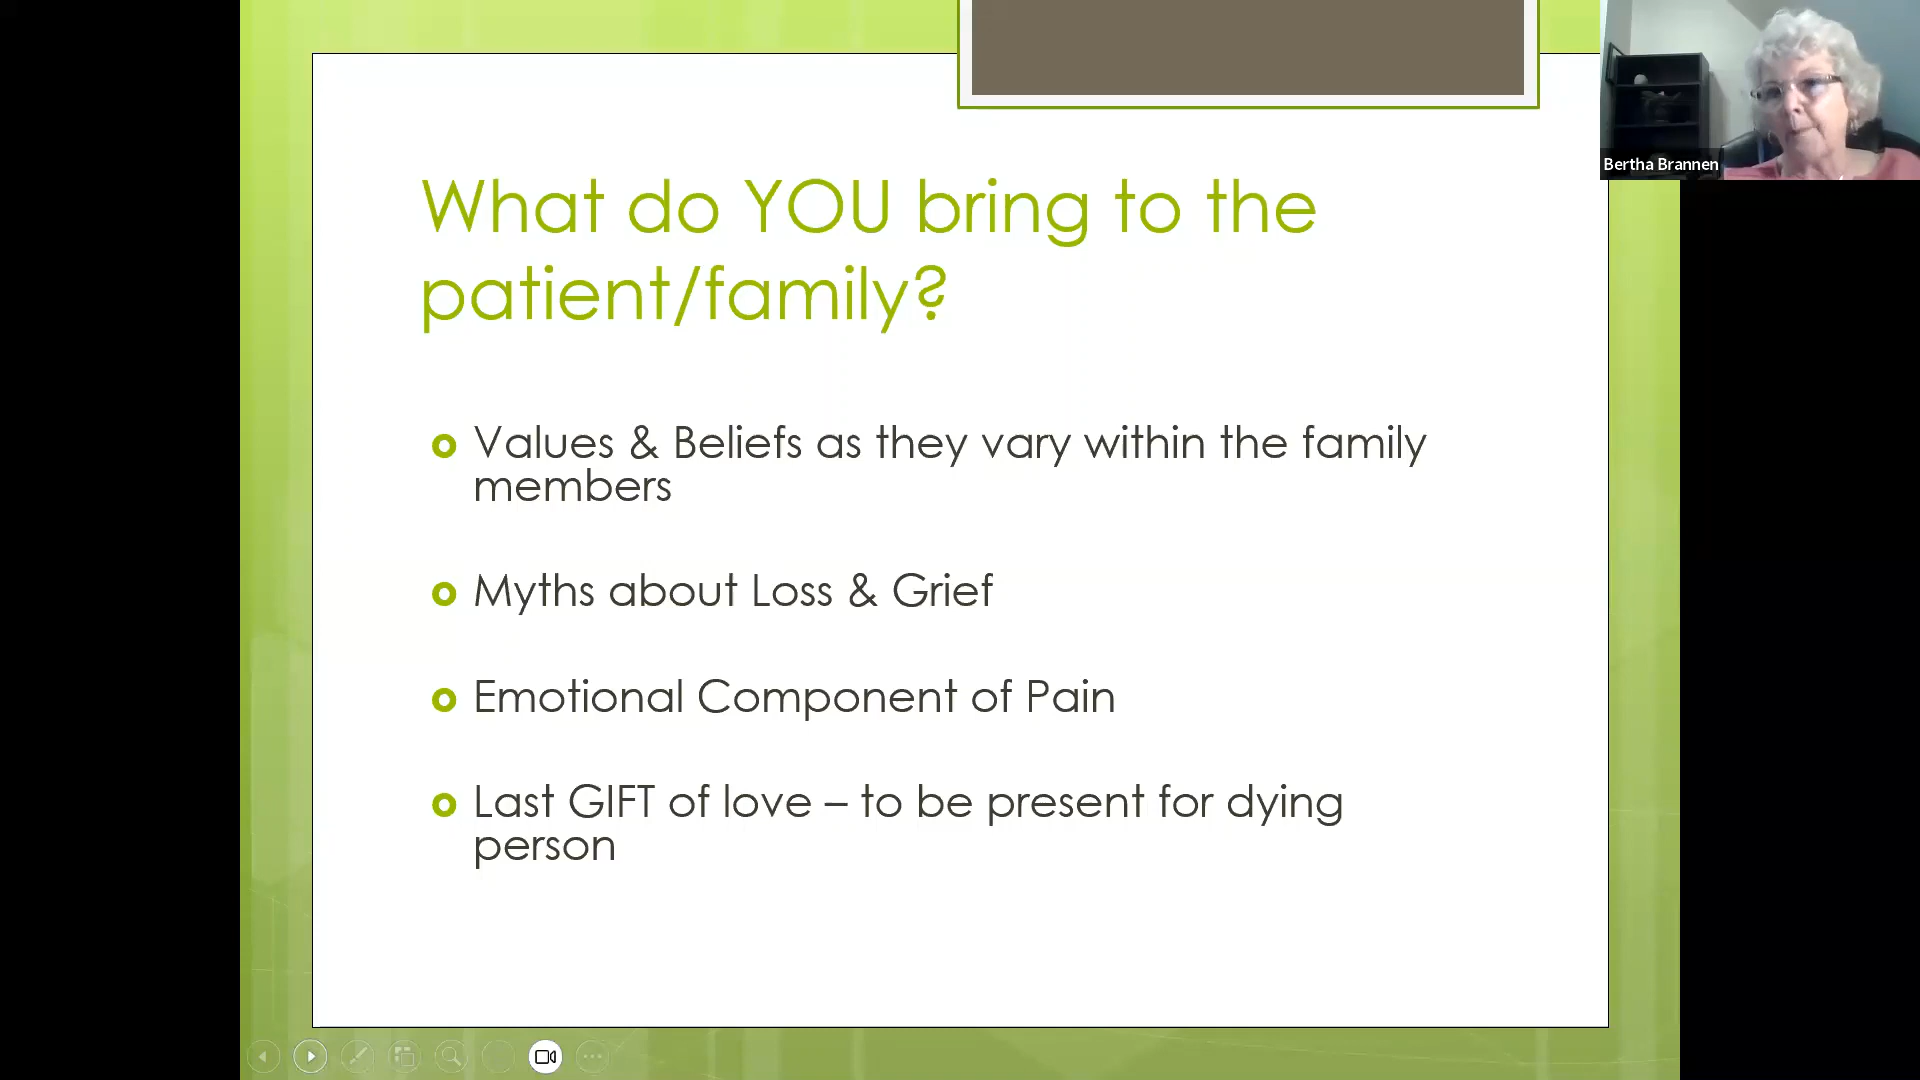 Bertha Brannen
What do YOU bring to the
patient/family?
Values & Beliefs as they vary within the family
members
Myths about Loss & Grief
Emotional Component of Pain
Last GIFT of love – to be present for dying
person